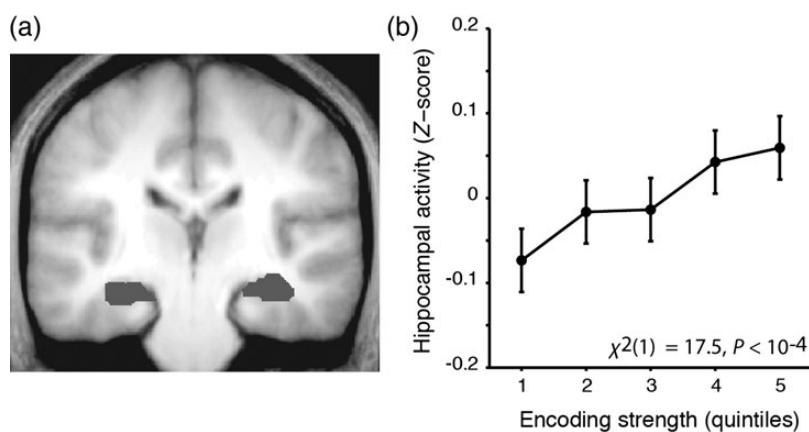 (a)
(b)
Hippocampal activity (Z-score)
0.2
0.1
0
-0.1
-0.2
χ2(1) = 17.5, P < 10-4
1 2 3 4 5
Encoding strength (quintiles)